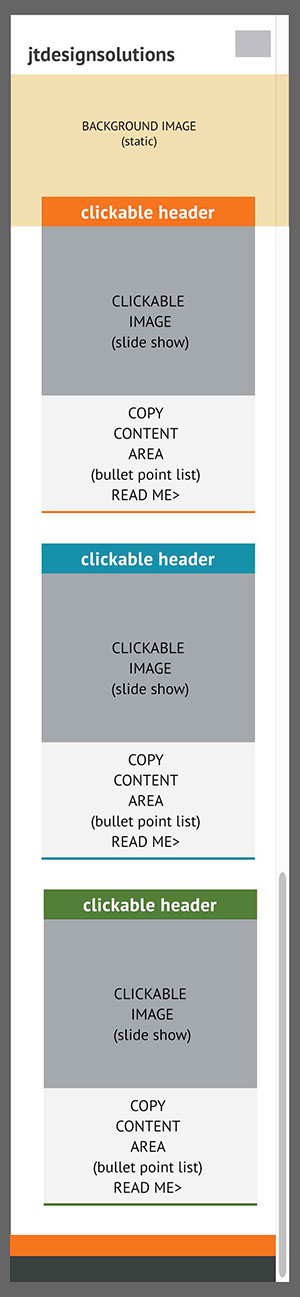 jtdesignsolutions
BACKGROUND IMAGE
(static)
clickable header
CLICKABLE
IMAGE
(slide show)
COPY
CONTENT
AREA
(bullet point list)
READ ME>
clickable header
CLICKABLE
IMAGE
(slide show)
COPY
CONTENT
AREA
(bullet point list)
READ ME>
clickable header
CLICKABLE
IMAGE
(slide show)
COPY
CONTENT
AREA
(bullet point list)
READ ME>